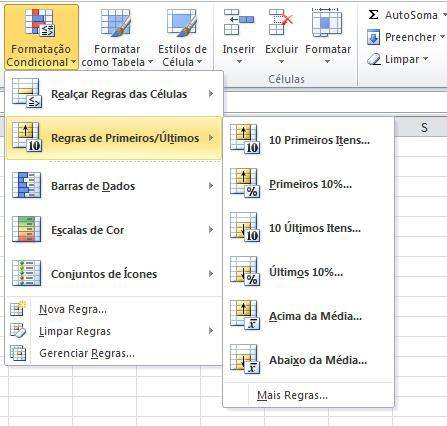 Formatação Condicional
Formatar como Tabela
Estilos de Célula
Inserir
Excluir
Formatar
Σ AutoSoma
Preencher
Limpar
Células
Realçar Regras das Células
Regras de Primeiros/Últimos
Barras de Dados
Escalas de Cor
Conjuntos de Ícones
Nova Regra...
Limpar Regras
Gerenciar Regras...
10 Primeiros Itens...
Primeiros 10%...
10 Últimos Itens...
Últimos 10%...
Acima da Média...
Abaixo da Média...
Mais Regras...
S